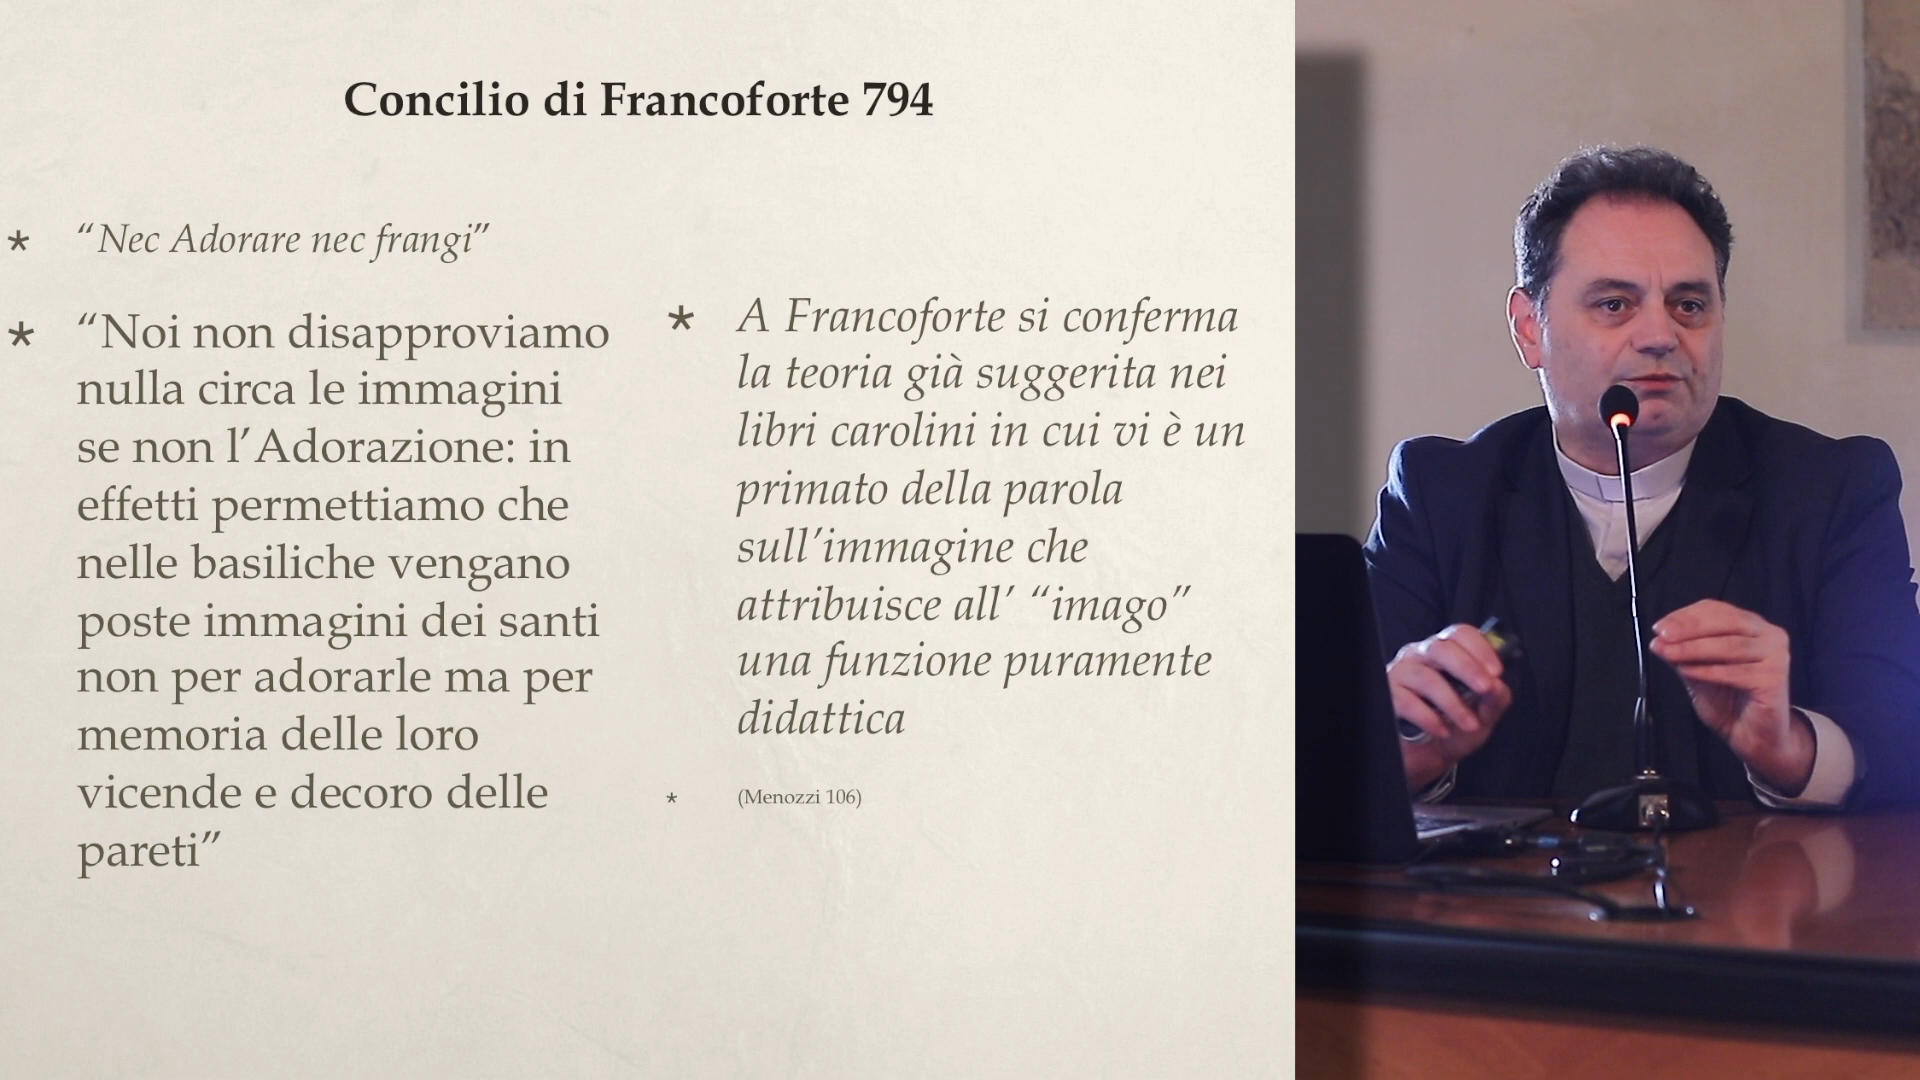 Concilio di Francoforte 794
* “Nec Adorare nec frangi”
* “Noi non disapproviamo
nulla circa le immagini
se non l’Adorazione: in
effetti permettiamo che
nelle basiliche vengano
poste immagini dei santi
non per adorarle ma per
memoria delle loro
vicende e decoro delle
pareti”
* A Francoforte si conferma
la teoria già suggerita nei
libri carolini in cui vi è un
primato della parola
sull’immagine che
attribuisce all’ “imago”
una funzione puramente
didattica
* (Menozzi 106)